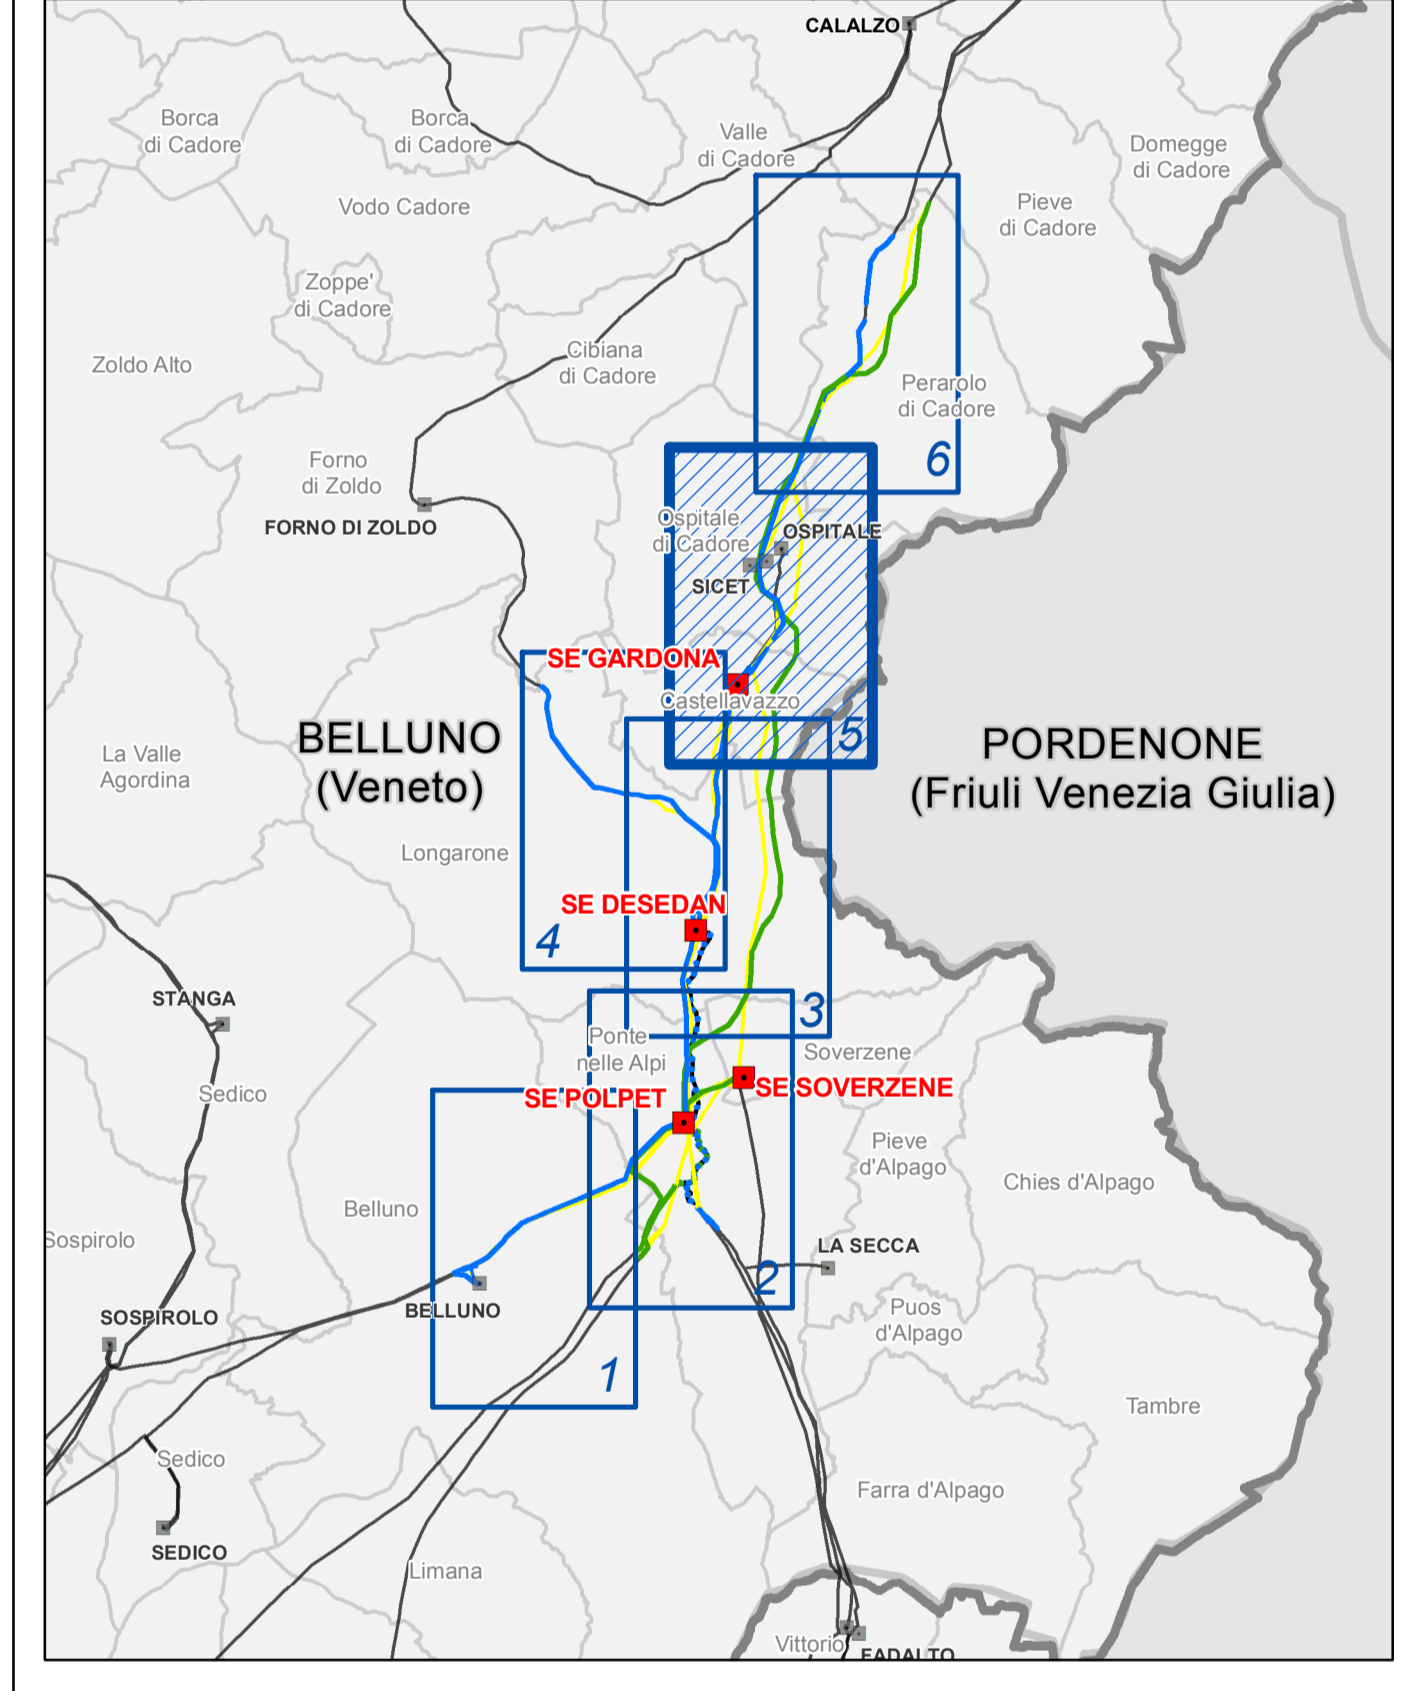 CALALZO
Borca
di Cadore
Borca
di Cadore
Valle
di Cadore
Domegge
di Cadore
Vodo Cadore
Pieve
di Cadore
Zoppe'
di Cadore
Zoldo Alto
Cibiana
di Cadore
Perarolo
di Cadore
6
Forno
di Zoldo
FORNO DI ZOLDO
Ospitale
di Cadore
OSPITALE
SICET
SE GARDONA
Castellavazzo
5
BELLUNO
(Veneto)
PORDENONE
(Friuli Venezia Giulia)
La Valle
Agordina
Longarone
SE DESEDAN
4
STANGA
3
Ponte
nelle Alpi
Soverzene
SE SOVERZENE
SE POLPET
Sedico
Pieve
d'Alpago
Chies d'Alpago
Belluno
Sospirolo
LA SECCA
2
BELLUNO
SOSPIROLO
Puos
d'Alpago
1
Tambre
Sedico
Farra d'Alpago
SEDICO
Limana
Vittorio
FADALTO